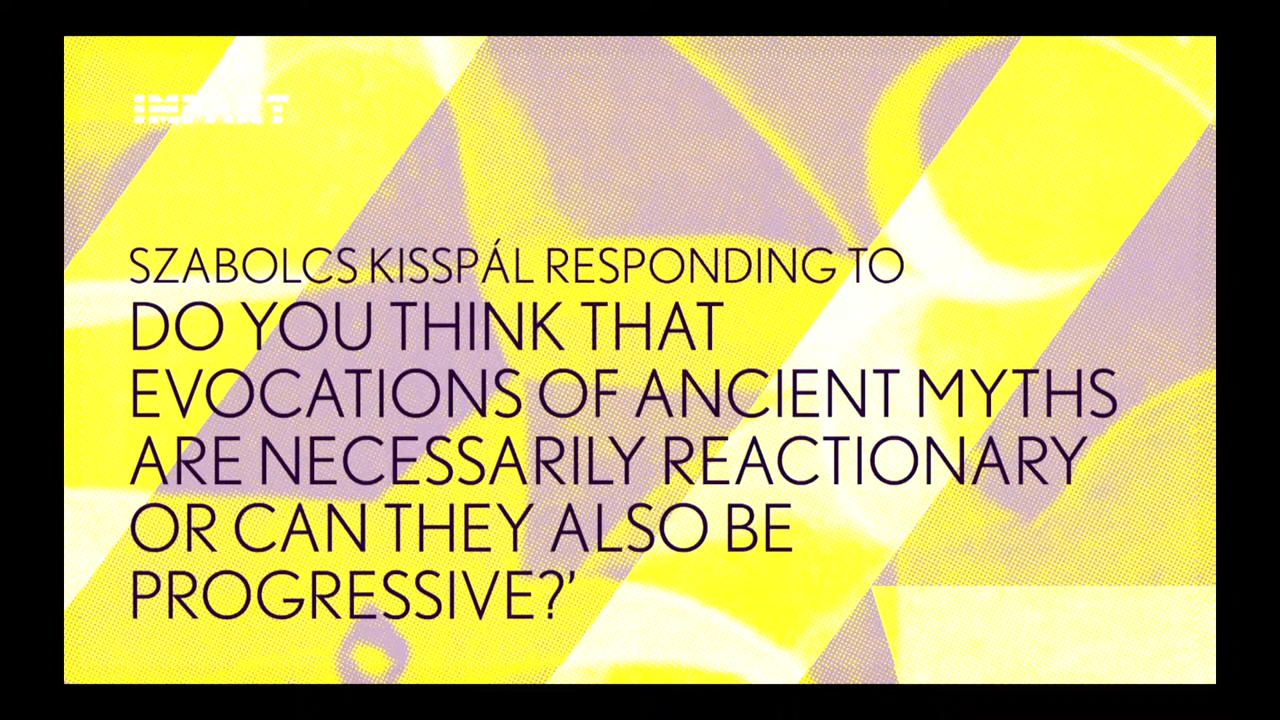 IMPAKT
SZABOLCS KISSPÁL RESPONDING TO
DO YOU THINK THAT
EVOCATIONS OF ANCIENT MYTHS
ARE NECESSARILY REACTIONARY
OR CAN THEY ALSO BE
PROGRESSIVE?’